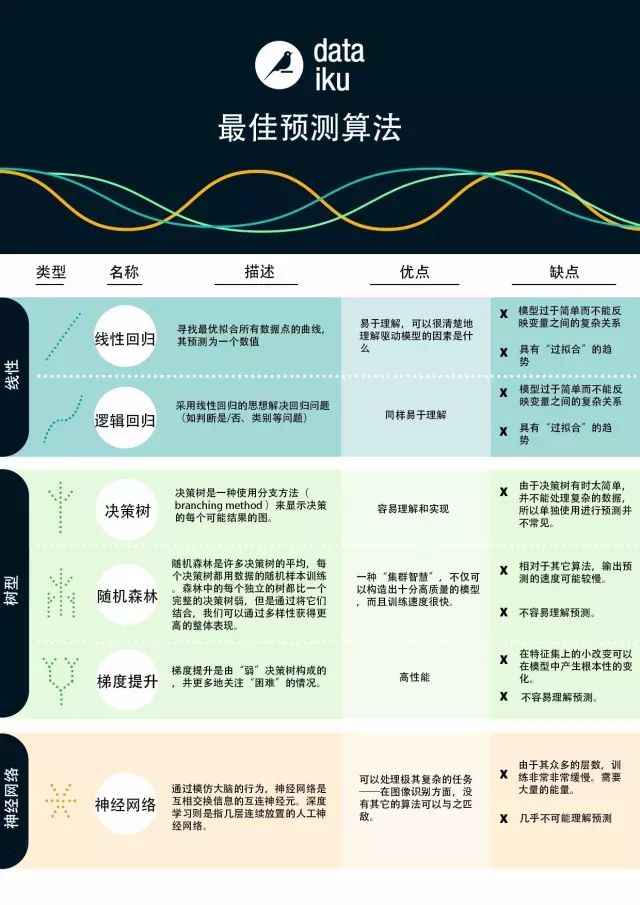 data
iku
最佳预测算法
类型 名称 描述 优点 缺点
线性
线性回归
寻找最优拟合所有数据点的曲线，
其预测为一个数值
易于理解，可以很清楚地
理解驱动模型的因素是什
么
X 模型过于简单而不能反
映变量之间的复杂关系
X 具有“过拟合”的趋
势
逻辑回归
采用线性回归的思想解决回归问题
（如判断是/否、类别等问题）
同样易于理解
X 模型过于简单而不能反
映变量之间的复杂关系
X 具有“过拟合”的趋
势
树型
决策树
决策树是一种使用分支方法（
branching method ）来显示决策
的每个可能结果的图。
容易理解和实现
X 由于决策树有时太简单，
并不能处理复杂的数据，
所以单独使用进行预测并
不常见。
随机森林
随机森林是许多决策树的平均，每
个决策树都用数据的随机样本训练
。森林中的每个独立的树都比一个
完整的决策树弱，但是通过将它们
结合，我们可以通过多样性获得更
高的整体表现。
一种“集群智慧”，不仅可
以构造出十分高质量的模型
，而且训练速度很快。
X 相对于其它算法，输出预
测的速度可能较慢。
X 不容易理解预测。
梯度提升
梯度提升是由“弱”决策树构成的
，并更多地关注“困难”的情况。
高性能
X 在特征集上的小改变可以
在模型中产生根本性的变
化。
X 不容易理解预测。
神经网络
神经网络
通过模仿大脑的行为，神经网络是
互相交换信息的互连神经元。深度
学习则是指几层连续放置的人工神
经网络。
可以处理极其复杂的任务
——在图像识别方面，没
有其它的算法可以与之匹
敌。
X 由于其众多的层数，训
练非常非常缓慢。需要
大量的能量。
X 几乎不可能理解预测